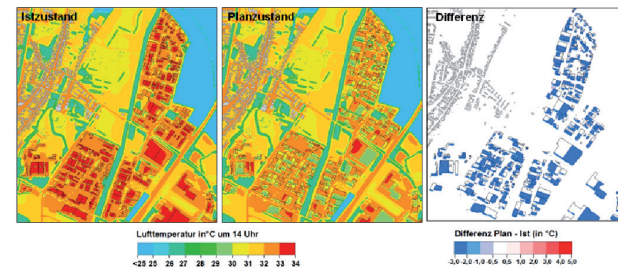 Istzustand
Planzustand
Differenz
Lufttemperatur in°C um 14 Uhr
<25 25 26 27 28 29 30 31 32 33 34
Differenz Plan - Ist (in °C)
-3,0 -2,0 -1,0 -0,5 0,5 1,0 2,0 3,0 4,0 5,0